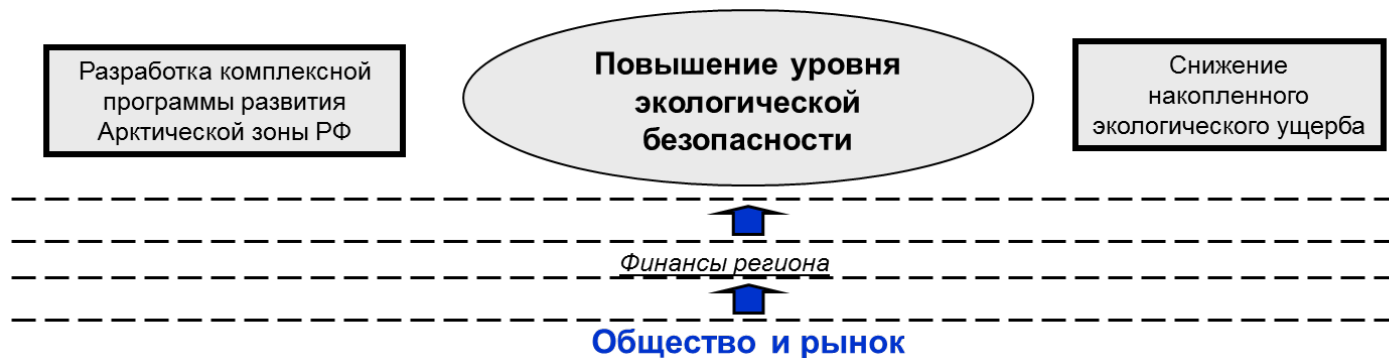 Разработка комплексной
программы развития
Арктической зоны РФ
Повышение уровня
экологической
безопасности
Снижение
накопленного
экологического ущерба
Финансы региона
Общество и рынок